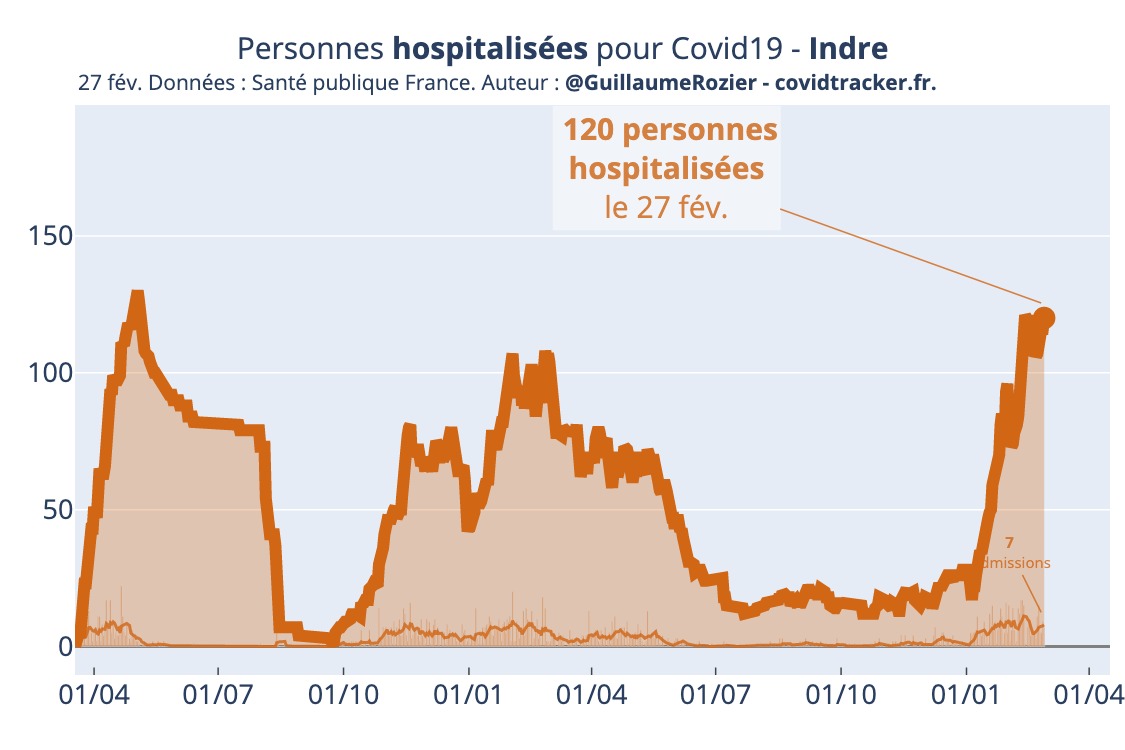 Personnes hospitalisées pour Covid19 - Indre
27 fév. Données : Santé publique France. Auteur : @GuillaumeRozier - covidtracker.fr.
120 personnes
hospitalisées
le 27 fév.
150
100
50
7
dmissions
0
01/04 01/07 01/10 01/01 01/04 01/07 01/10 01/01 01/04